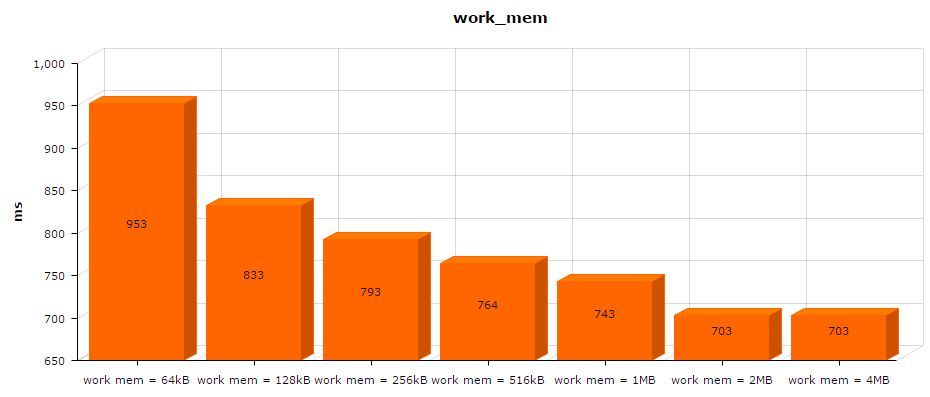 work_mem
ms
1,000
950
900
850
800
750
700
650
953
833
793
764
743
703
703
work mem = 64kB
work mem = 128kB
work mem = 256kB
work mem = 516kB
work mem = 1MB
work mem = 2MB
work mem = 4MB